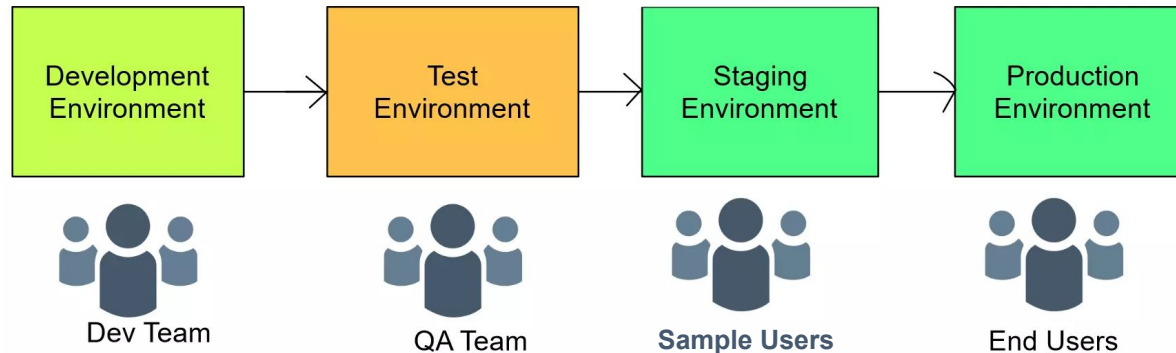 Development
Environment
Test
Environment
Staging
Environment
Production
Environment
Dev Team
QA Team
Sample Users
End Users